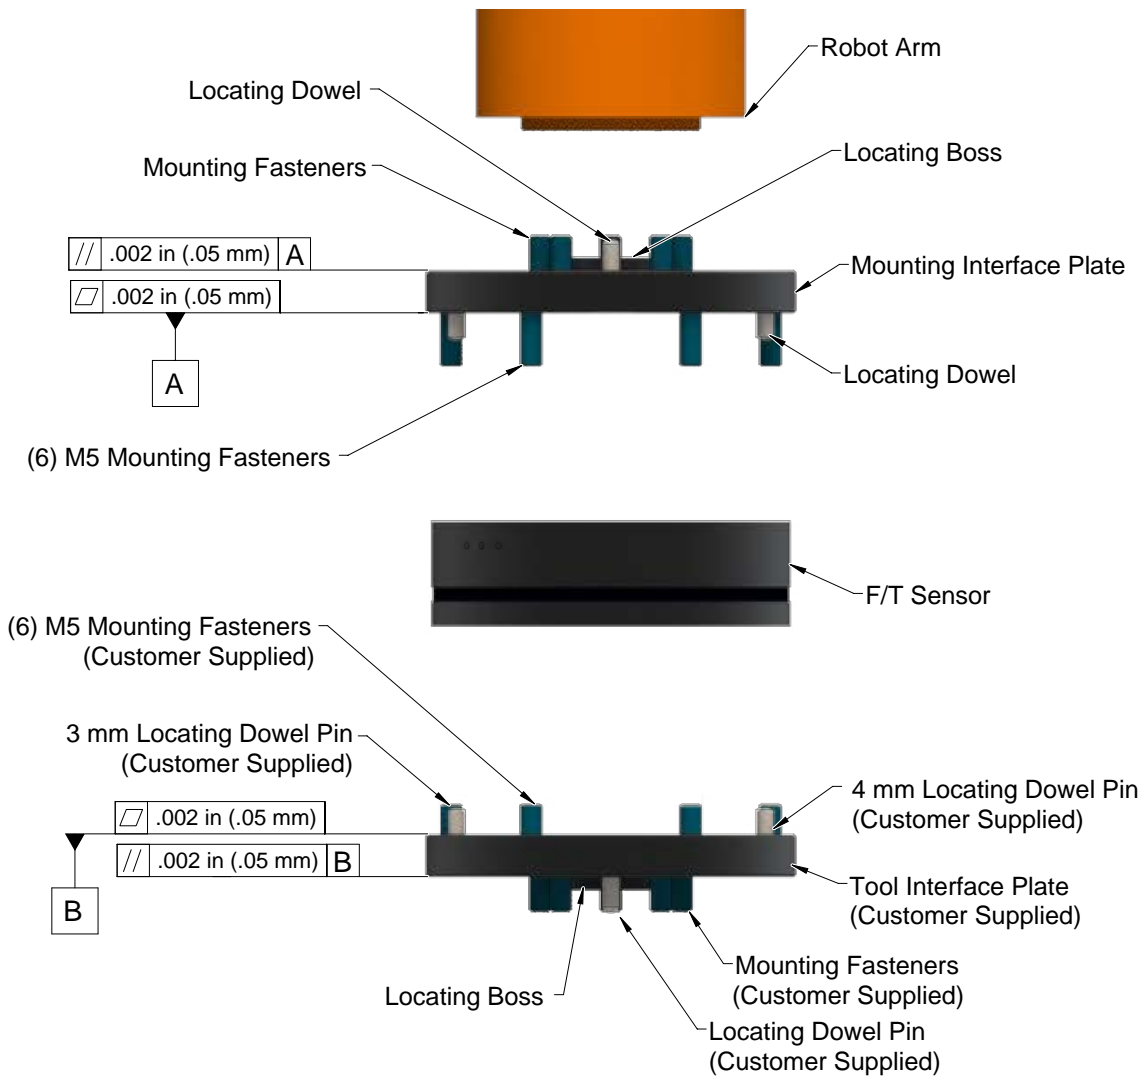 Robot Arm
Locating Dowel
Locating Boss
Mounting Fasteners
// .002 in (.05 mm) A
Mounting Interface Plate
⏥ .002 in (.05 mm)
A
Locating Dowel
(6) M5 Mounting Fasteners
F/T Sensor
(6) M5 Mounting Fasteners
(Customer Supplied)
3 mm Locating Dowel Pin
(Customer Supplied)
4 mm Locating Dowel Pin
(Customer Supplied)
⏥ .002 in (.05 mm)
// .002 in (.05 mm) B
B
Tool Interface Plate
(Customer Supplied)
Mounting Fasteners
(Customer Supplied)
Locating Boss
Locating Dowel Pin
(Customer Supplied)